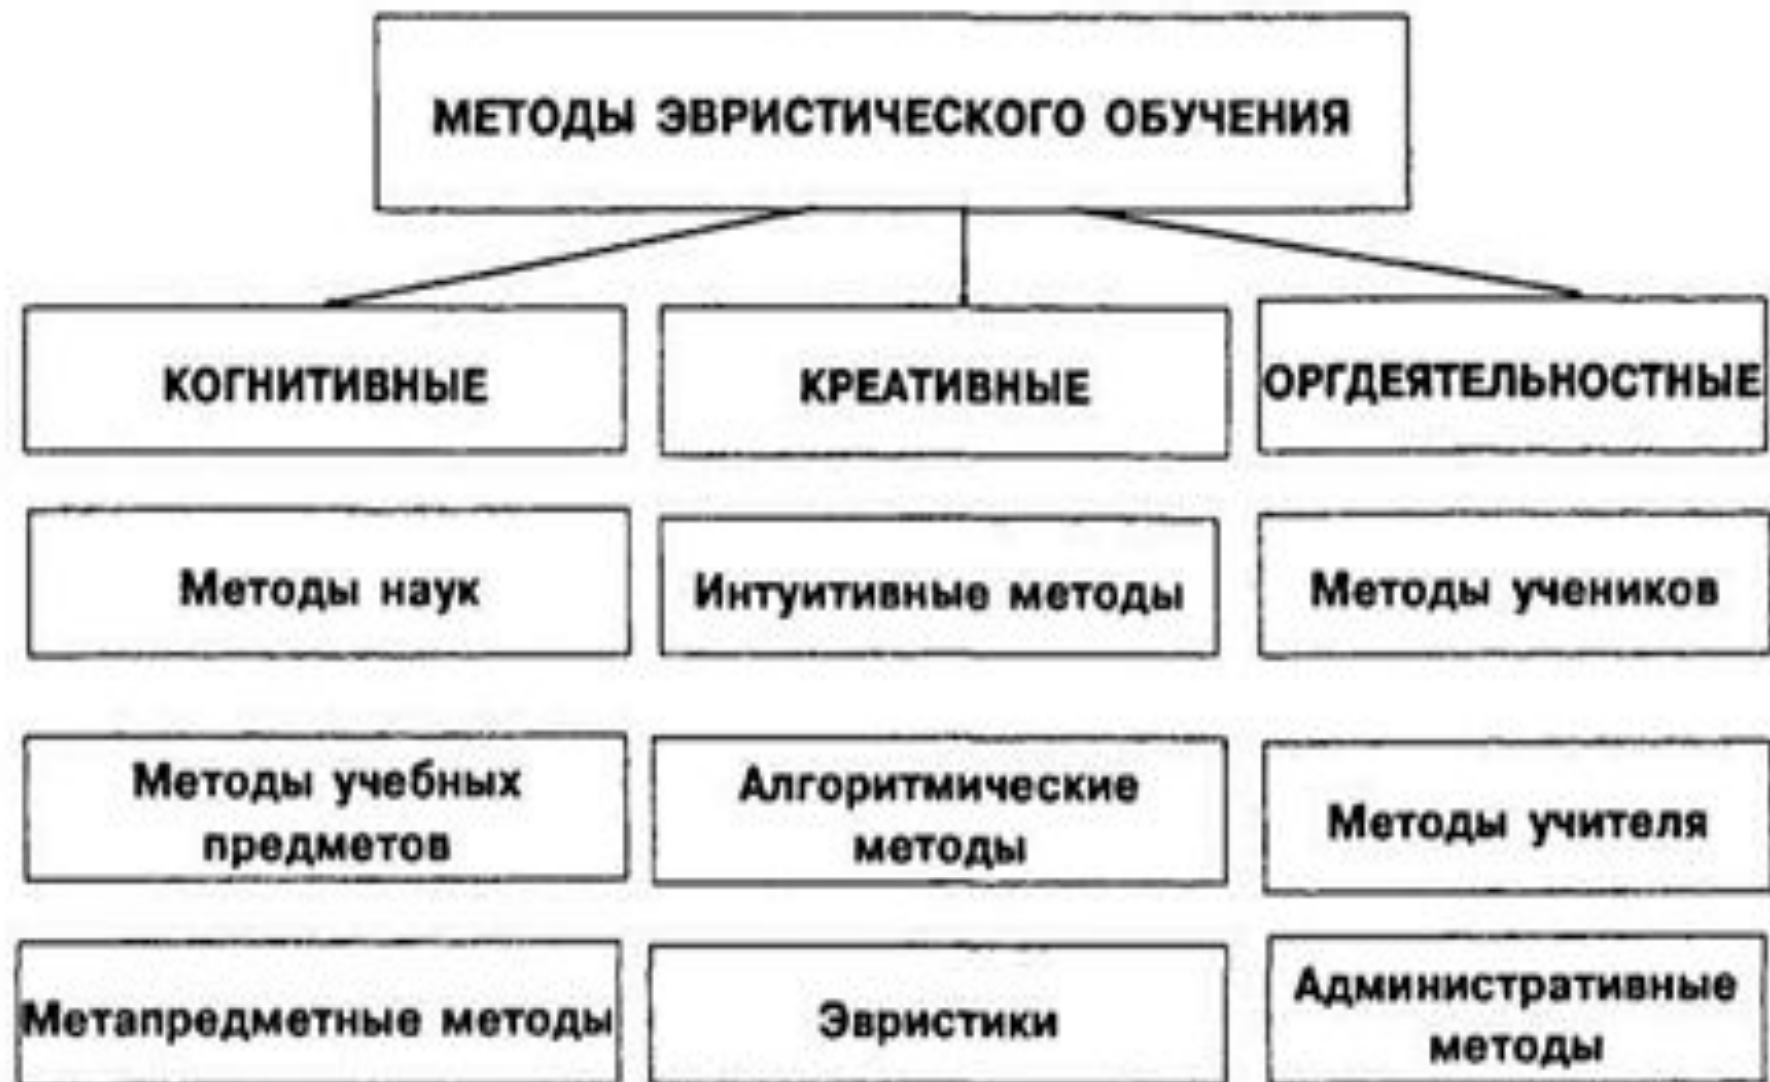 МЕТОДЫ ЭВРИСТИЧЕСКОГО ОБУЧЕНИЯ
КОГНИТИВНЫЕ
КРЕАТИВНЫЕ
ОРГДЕЯТЕЛЬНОСТНЫЕ
Методы наук
Интуитивные методы
Методы учеников
Методы учебных
предметов
Алгоритмические
методы
Методы учителя
Метапредметные методы
Эвристики
Административные
методы